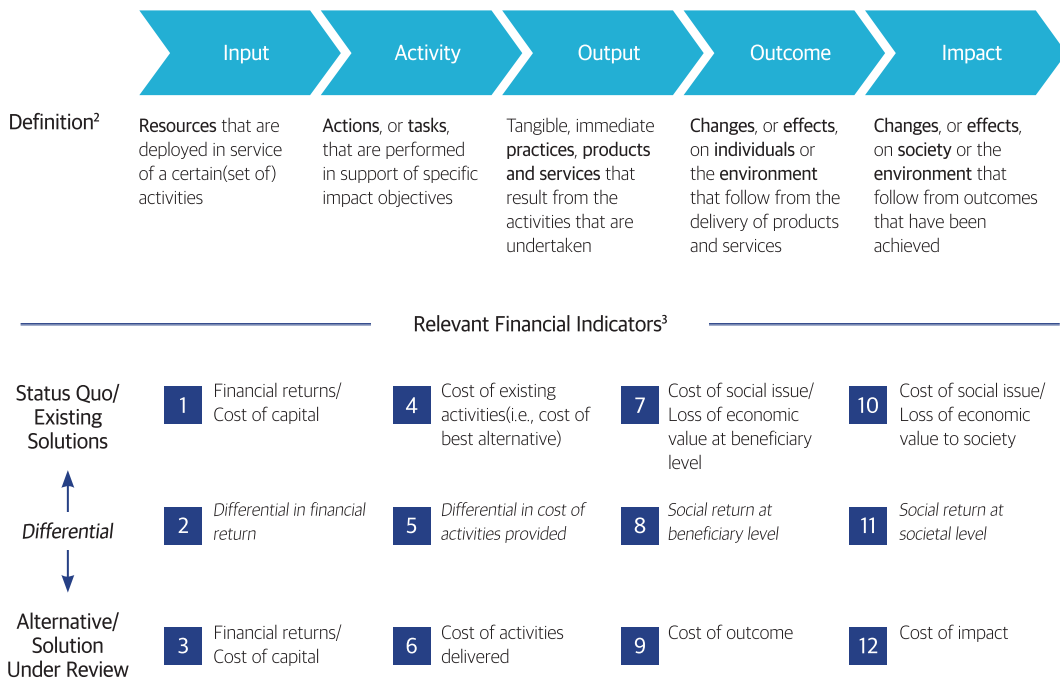 Input
Activity
Output
Outcome
Impact
Definition²
Resources that are
deployed in service
of a certain(set of)
activities
Actions, or tasks,
that are performed
in support of specific
impact objectives
Tangible, immediate
practices, products
and services that
result from the
activities that are
undertaken
Changes, or effects,
on individuals or
the environment
that follow from the
delivery of products
and services
Changes, or effects,
on society or the
environment that
follow from outcomes
that have been
achieved
Relevant Financial Indicators³
Status Quo/
Existing
Solutions
1
Financial returns/
Cost of capital
4
Cost of existing
activities(i.e., cost of
best alternative)
7
Cost of social issue/
Loss of economic
value at beneficiary
level
10
Cost of social issue/
Loss of economic
value to society
Differential
2
Differential in financial
return
5
Differential in cost of
activities provided
8
Social return at
beneficiary level
11
Social return at
societal level
Alternative/
Solution
Under Review
3
Financial returns/
Cost of capital
6
Cost of activities
delivered
9
Cost of outcome
12
Cost of impact